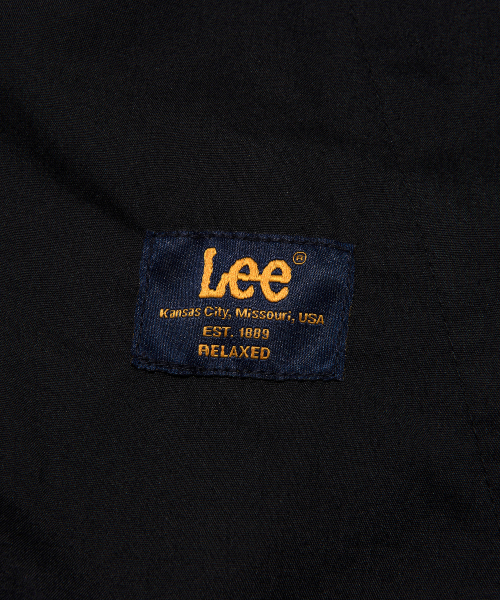 Lee®
Kansas City, Missouri, USA
EST. 1889
RELAXED